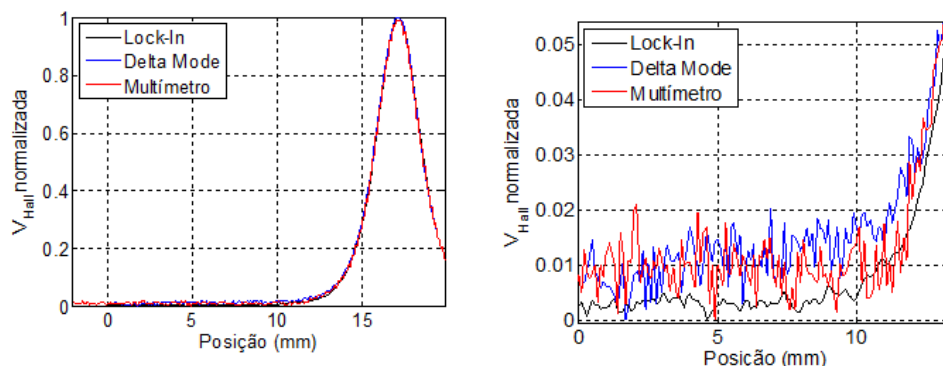 V_Hall normalizada
1
0.8
0.6
0.4
0.2
0
Lock-In
Delta Mode
Multímetro
0 5 10 15
Posição (mm)
V_Hall normalizada
0.05
0.04
0.03
0.02
0.01
0
Lock-In
Delta Mode
Multímetro
0 5 10
Posição (mm)